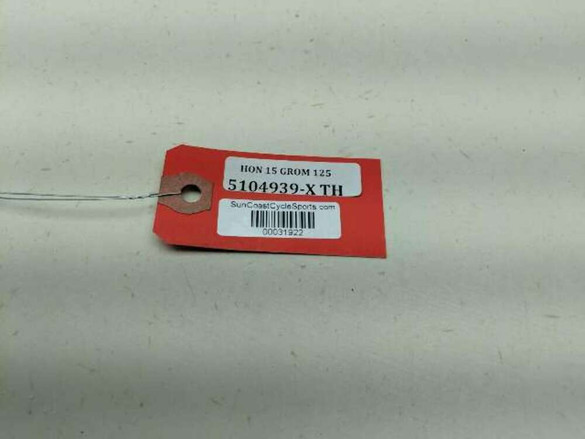 HON 15 GROM 125
5104939-X TH
SunCoastCycleSports.com
00031922